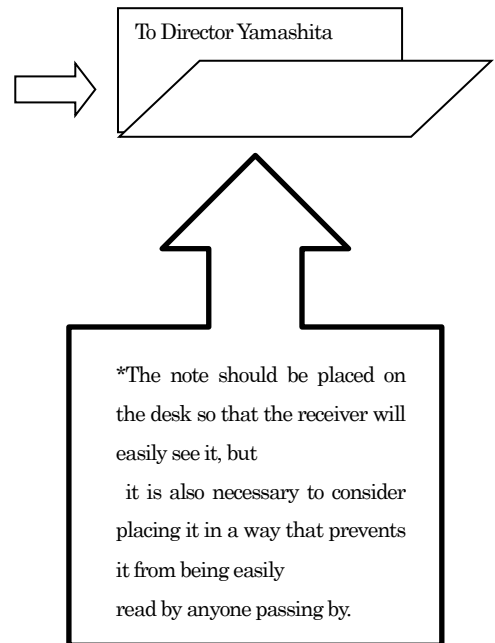 To Director Yamashita
*The note should be placed on
the desk so that the receiver will
easily see it, but
it is also necessary to consider
placing it in a way that prevents
it from being easily
read by anyone passing by.